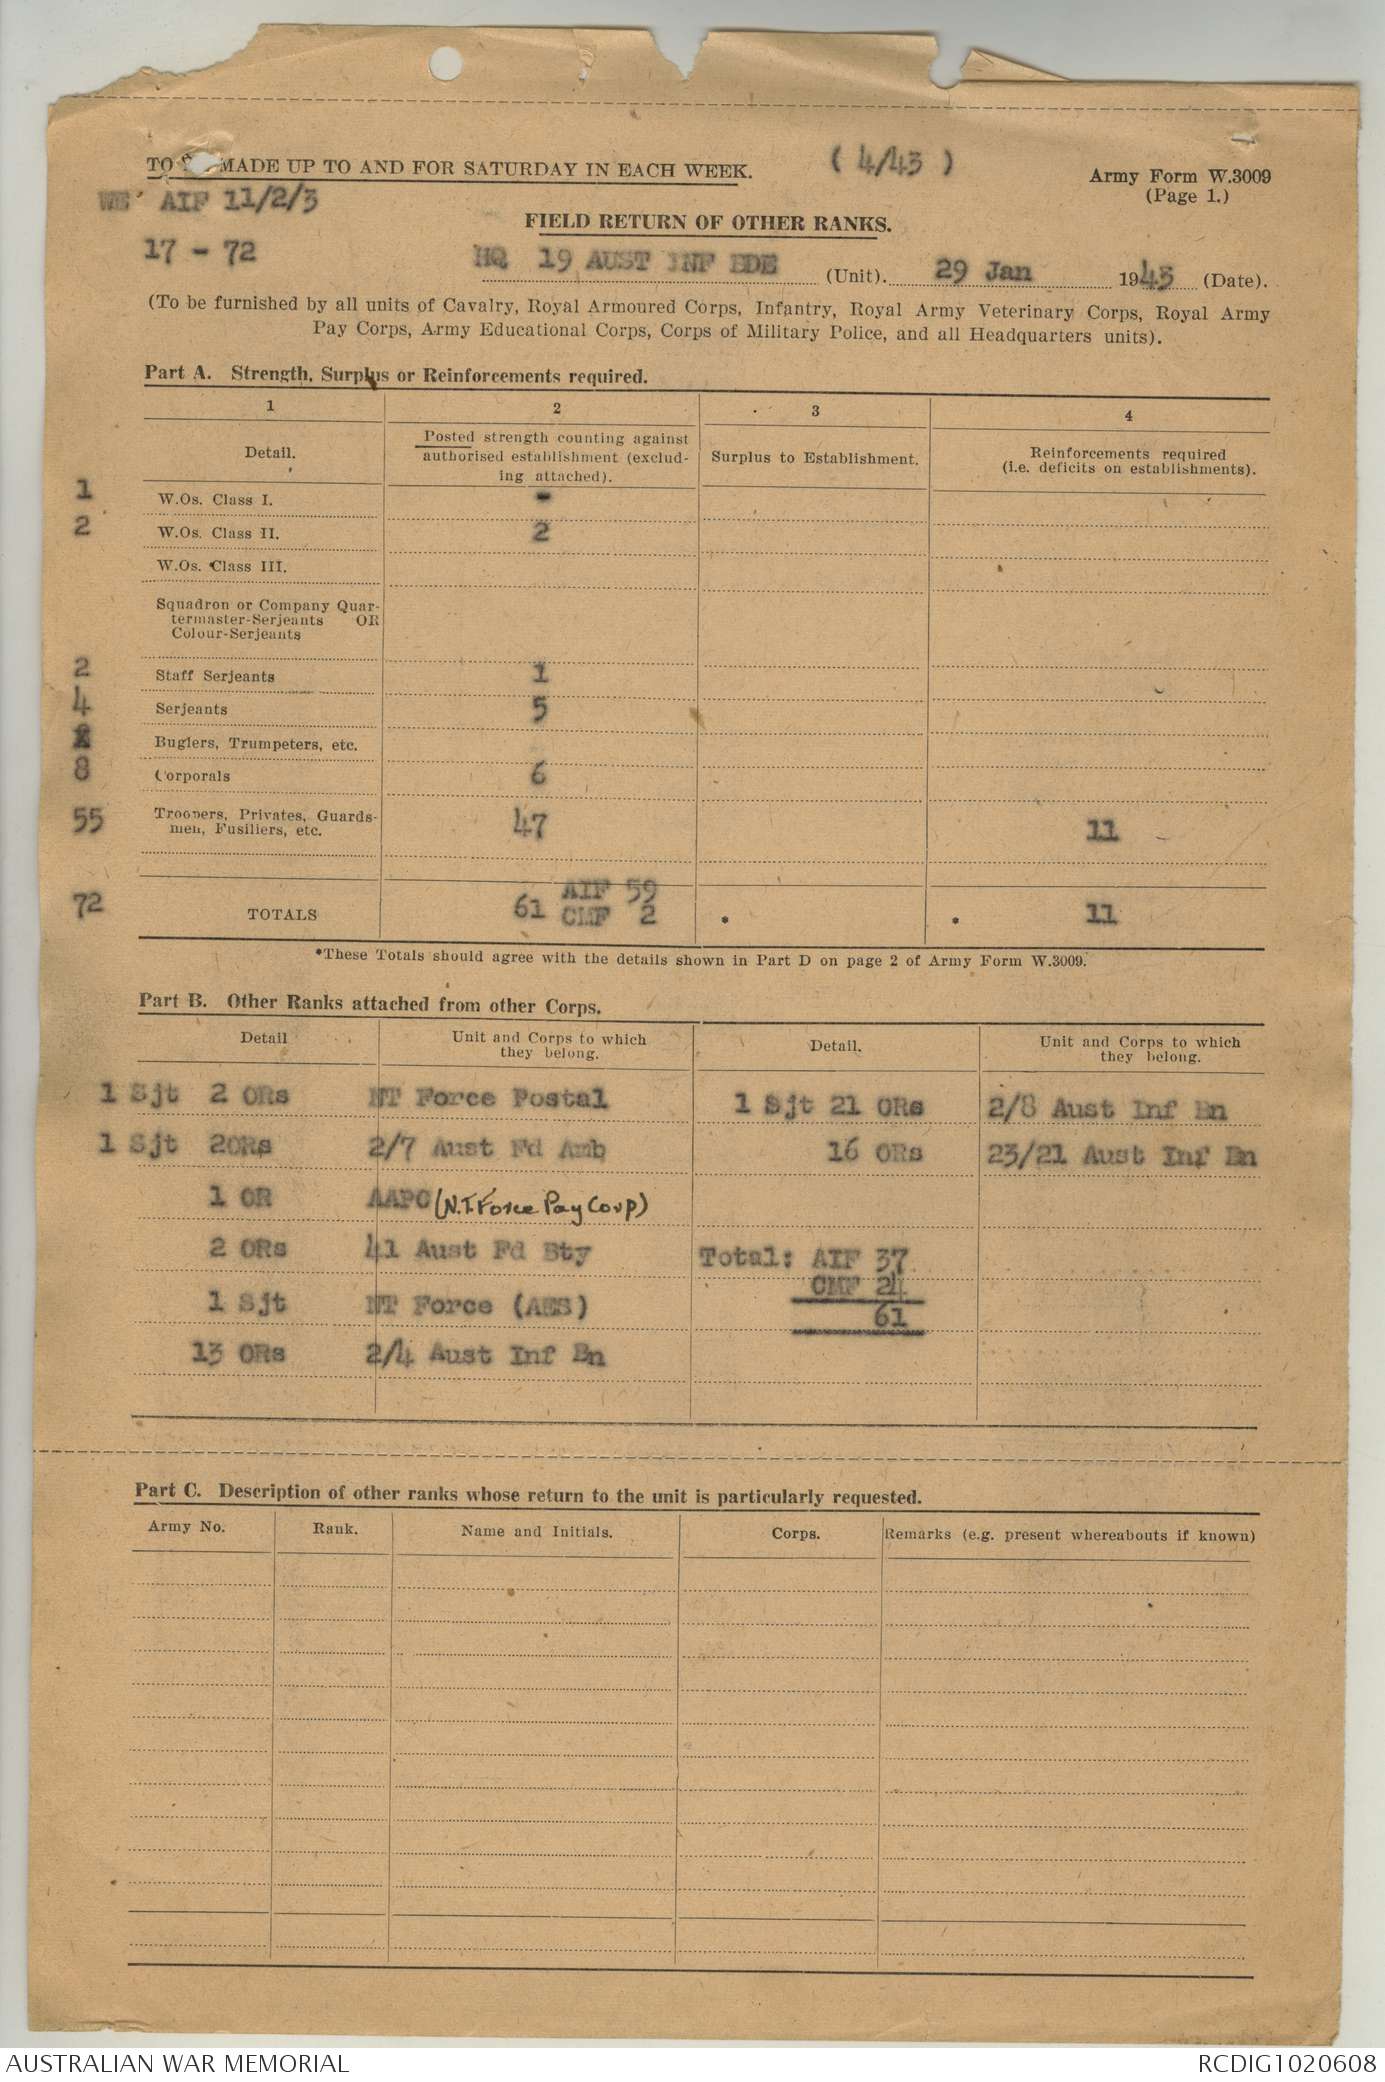 TO MADE UP TO AND FOR SATURDAY IN EACH WEEK.
( 4/43 )
Army Form W.3009
(Page 1.)
WE AIF 11/2/3
17 - 72
FIELD RETURN OF OTHER RANKS.
HQ 19 AUST INF BDE (Unit). 29 Jan 1943 (Date).
(To be furnished by all units of Cavalry, Royal Armoured Corps, Infantry, Royal Army Veterinary Corps, Royal Army
Pay Corps, Army Educational Corps, Corps of Military Police, and all Headquarters units).
Part A. Strength, Surplus or Reinforcements required.
1 2 3 4
Detail.
Posted strength counting against
authorised establishment (exclud-
ing attached).
Surplus to Establishment.
Reinforcements required
(i.e. deficits on establishments).
1 W.Os. Class I. -
2 W.Os. Class II. 2
W.Os. Class III.
Squadron or Company Quar-
termaster-Serjeants OR
Colour-Serjeants
2 Staff Serjeants 1
4 Serjeants 5
Buglers, Trumpeters, etc.
8 Corporals 6
55 Troopers, Privates, Guards-
men, Fusiliers, etc. 47 11
72 TOTALS 61 AIF 59
CMF 2 * * 11
*These Totals should agree with the details shown in Part D on page 2 of Army Form W.3009.
Part B. Other Ranks attached from other Corps.
Detail
Unit and Corps to which
they belong.
Detail.
Unit and Corps to which
they belong.
1 Sjt 2 ORs NT Force Postal 1 Sjt 21 ORs 2/8 Aust Inf Bn
1 Sjt 2ORs 2/7 Aust Fd Amb 16 ORs 23/21 Aust Inf Bn
1 OR AAPC (N.T. Force Pay Corp)
2 ORs 41 Aust Fd Bty Total: AIF 37
CMF 24
1 Sjt NT Force (AES) 61
13 ORs 2/4 Aust Inf Bn
Part C. Description of other ranks whose return to the unit is particularly requested.
Army No. Rank. Name and Initials. Corps. Remarks (e.g. present whereabouts if known)
AUSTRALIAN WAR MEMORIAL RCDIG1020608